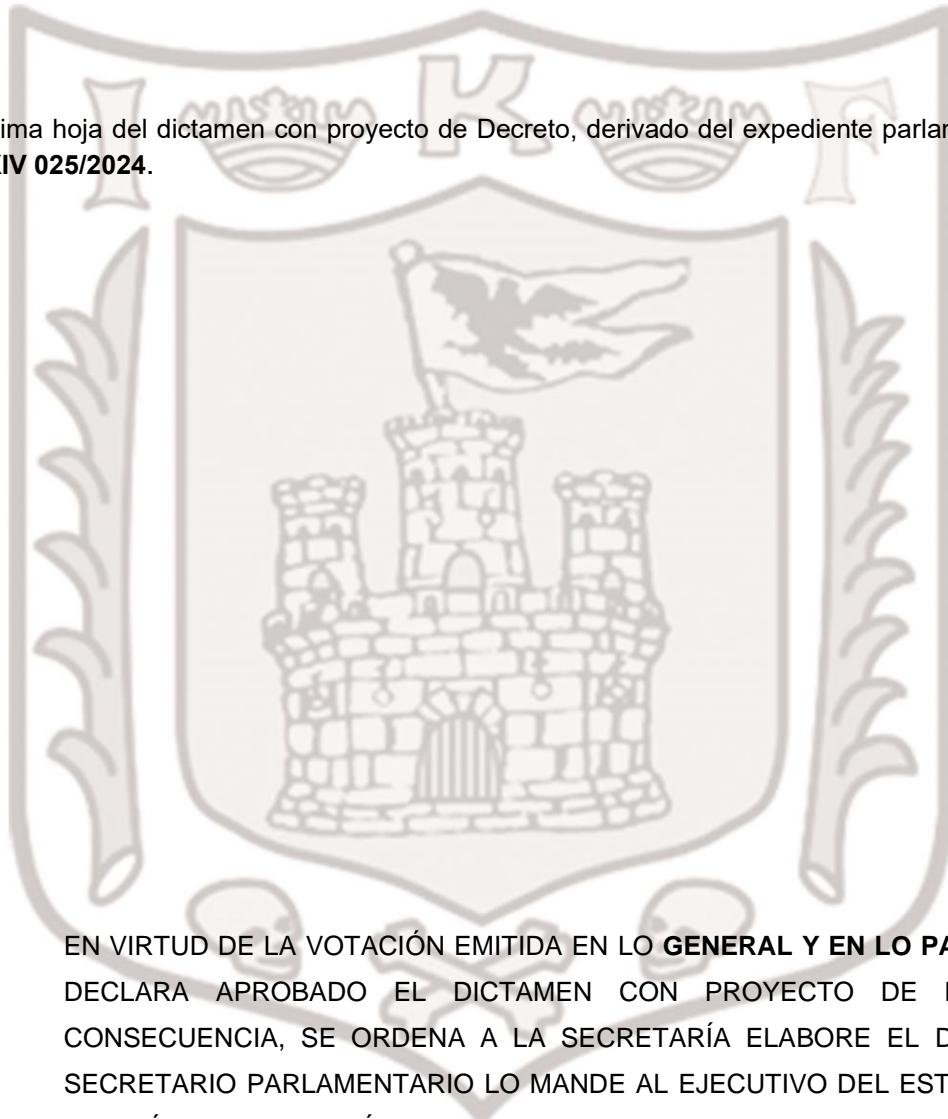 I K F
ima hoja del dictamen con proyecto de Decreto, derivado del expediente parlar
IV 025/2024.
EN VIRTUD DE LA VOTACIÓN EMITIDA EN LO GENERAL Y EN LO PA
DECLARA APROBADO EL DICTAMEN CON PROYECTO DE
CONSECUENCIA, SE ORDENA A LA SECRETARÍA ELABORE EL D
SECRETARIO PARLAMENTARIO LO MANDE AL EJECUTIVO DEL EST